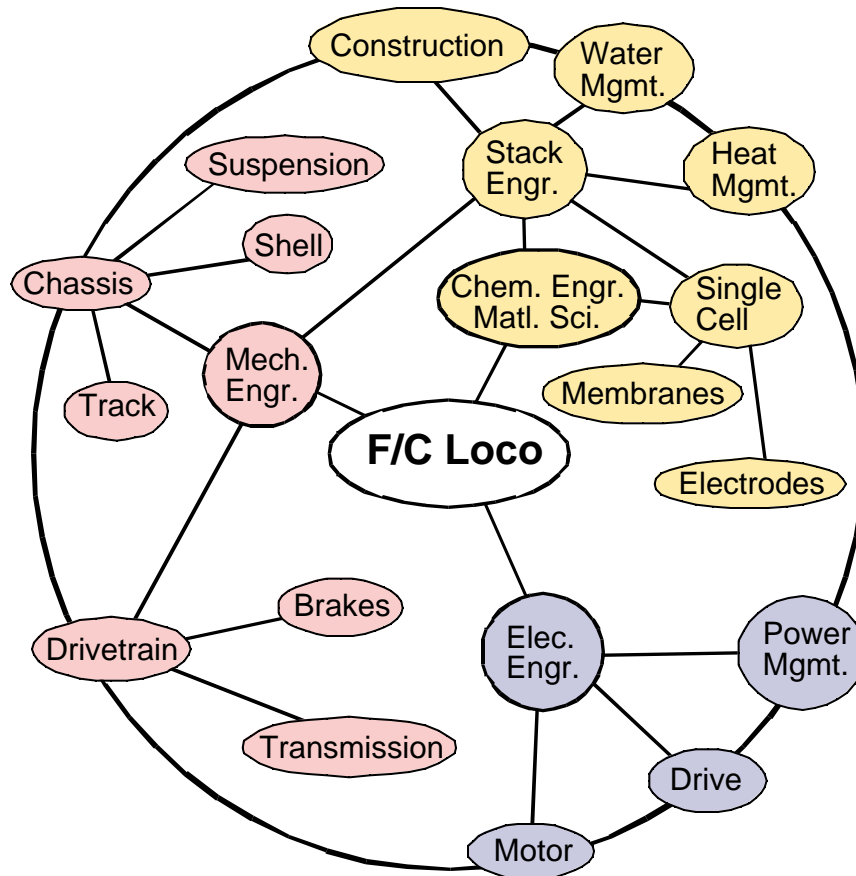 Construction
Water
Mgmt.
Suspension
Stack
Engr.
Heat
Mgmt.
Shell
Chassis
Chem. Engr.
Matl. Sci.
Single
Cell
Mech.
Engr.
Track
Membranes
F/C Loco
Electrodes
Brakes
Drivetrain
Elec.
Engr.
Power
Mgmt.
Transmission
Drive
Motor